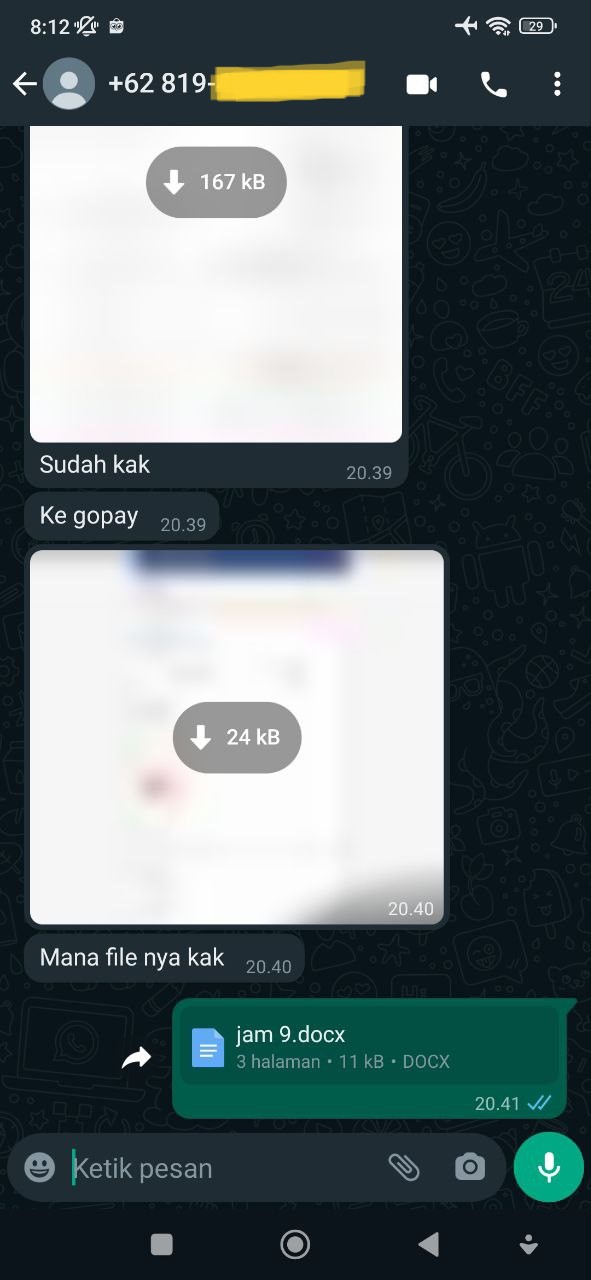 8:12
29
+62 819-
167 kB
Sudah kak
20.39
Ke gopay
20.39
24 kB
20.40
Mana file nya kak
20.40
jam 9.docx
3 halaman • 11 kB • DOCX
20.41
Ketik pesan